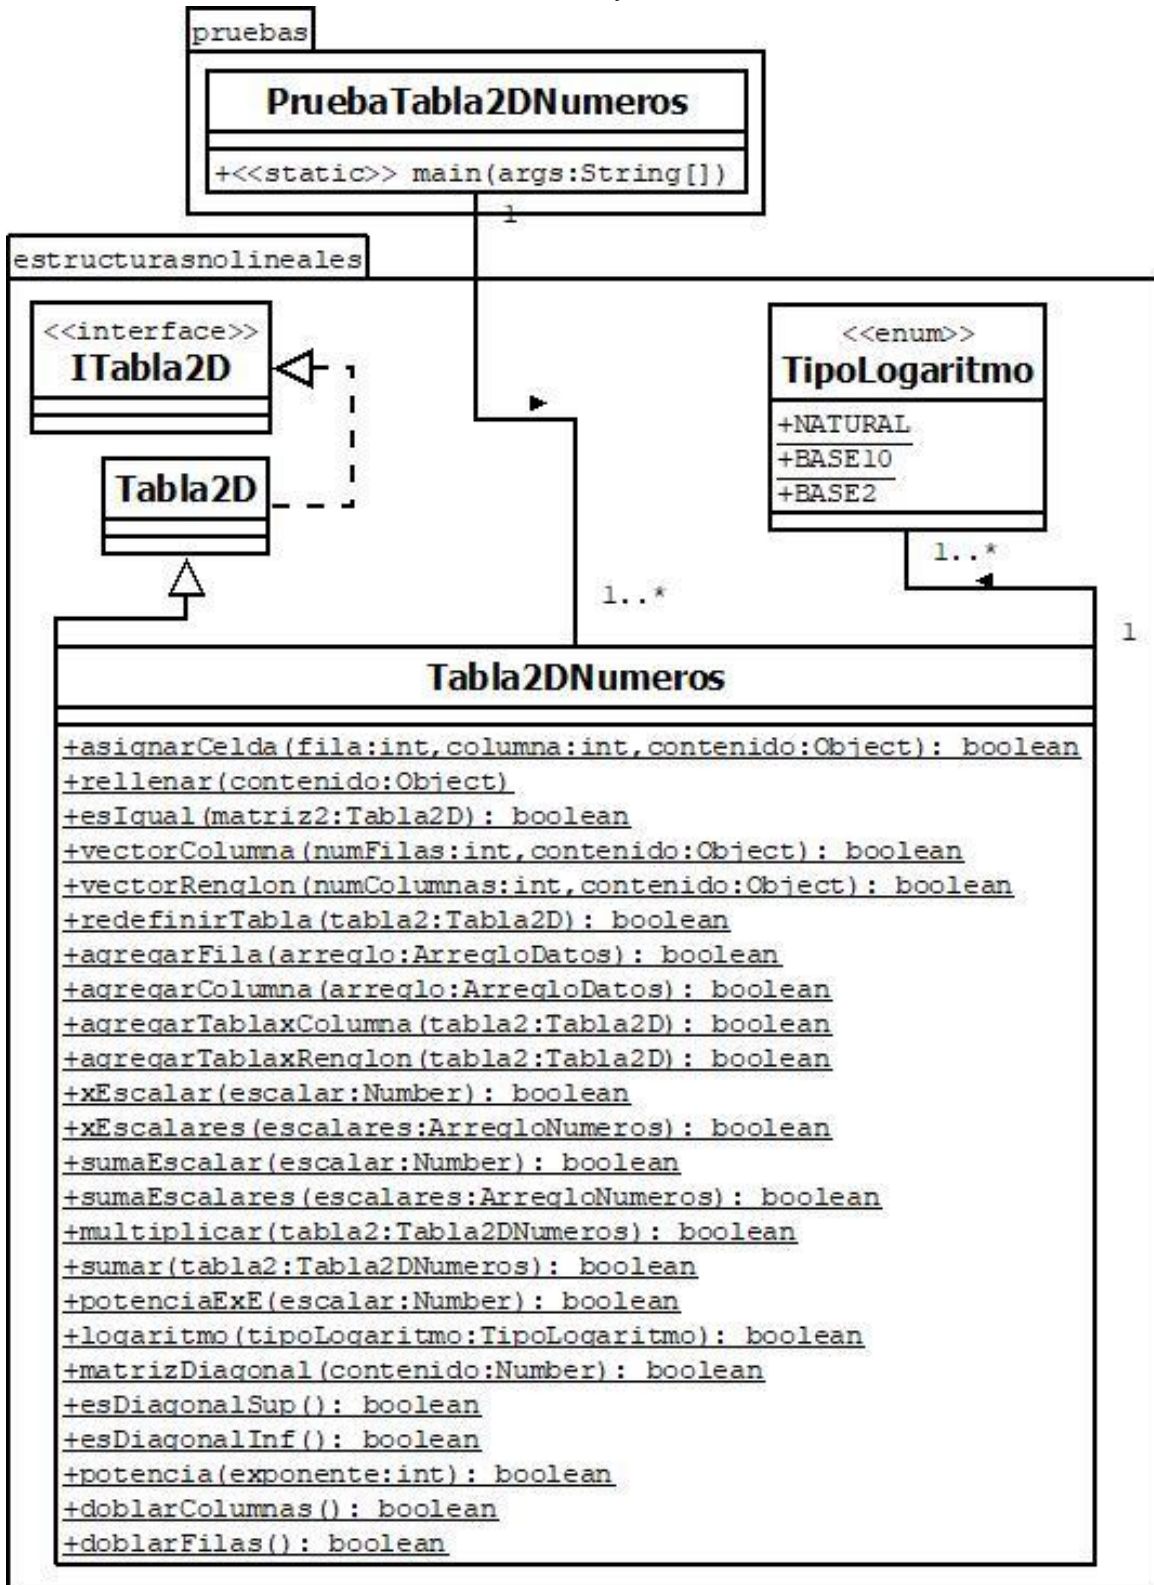 pruebas
PruebaTabla2DNumeros
+<<static>> main(args:String[])
1
estructurasnolineales
<<interface>>
ITabla2D
<<enum>>
TipoLogaritmo
+NATURAL
+BASE10
+BASE2
Tabla2D
1..*
1..*
1
Tabla2DNumeros
+asignarCelda(fila:int,columna:int,contenido:Object): boolean
+rellenar(contenido:Object)
+esIgual(matriz2:Tabla2D): boolean
+vectorColumna(numFilas:int,contenido:Object): boolean
+vectorRenglon(numColumnas:int,contenido:Object): boolean
+redefinirTabla(tabla2:Tabla2D): boolean
+agregarFila(arreglo:ArregloDatos): boolean
+agregarColumna(arreglo:ArregloDatos): boolean
+agregarTablaxColumna(tabla2:Tabla2D): boolean
+agregarTablaxRenglon(tabla2:Tabla2D): boolean
+xEscalar(escalar:Number): boolean
+xEscalares(escalares:ArregloNumeros): boolean
+sumaEscalar(escalar:Number): boolean
+sumaEscalares(escalares:ArregloNumeros): boolean
+multiplicar(tabla2:Tabla2DNumeros): boolean
+sumar(tabla2:Tabla2DNumeros): boolean
+potenciaExE(escalar:Number): boolean
+logaritmo(tipoLogaritmo:TipoLogaritmo): boolean
+matrizDiagonal(contenido:Number): boolean
+esDiagonalSup(): boolean
+esDiagonalInf(): boolean
+potencia(exponente:int): boolean
+doblarColumnas(): boolean
+doblarFilas(): boolean